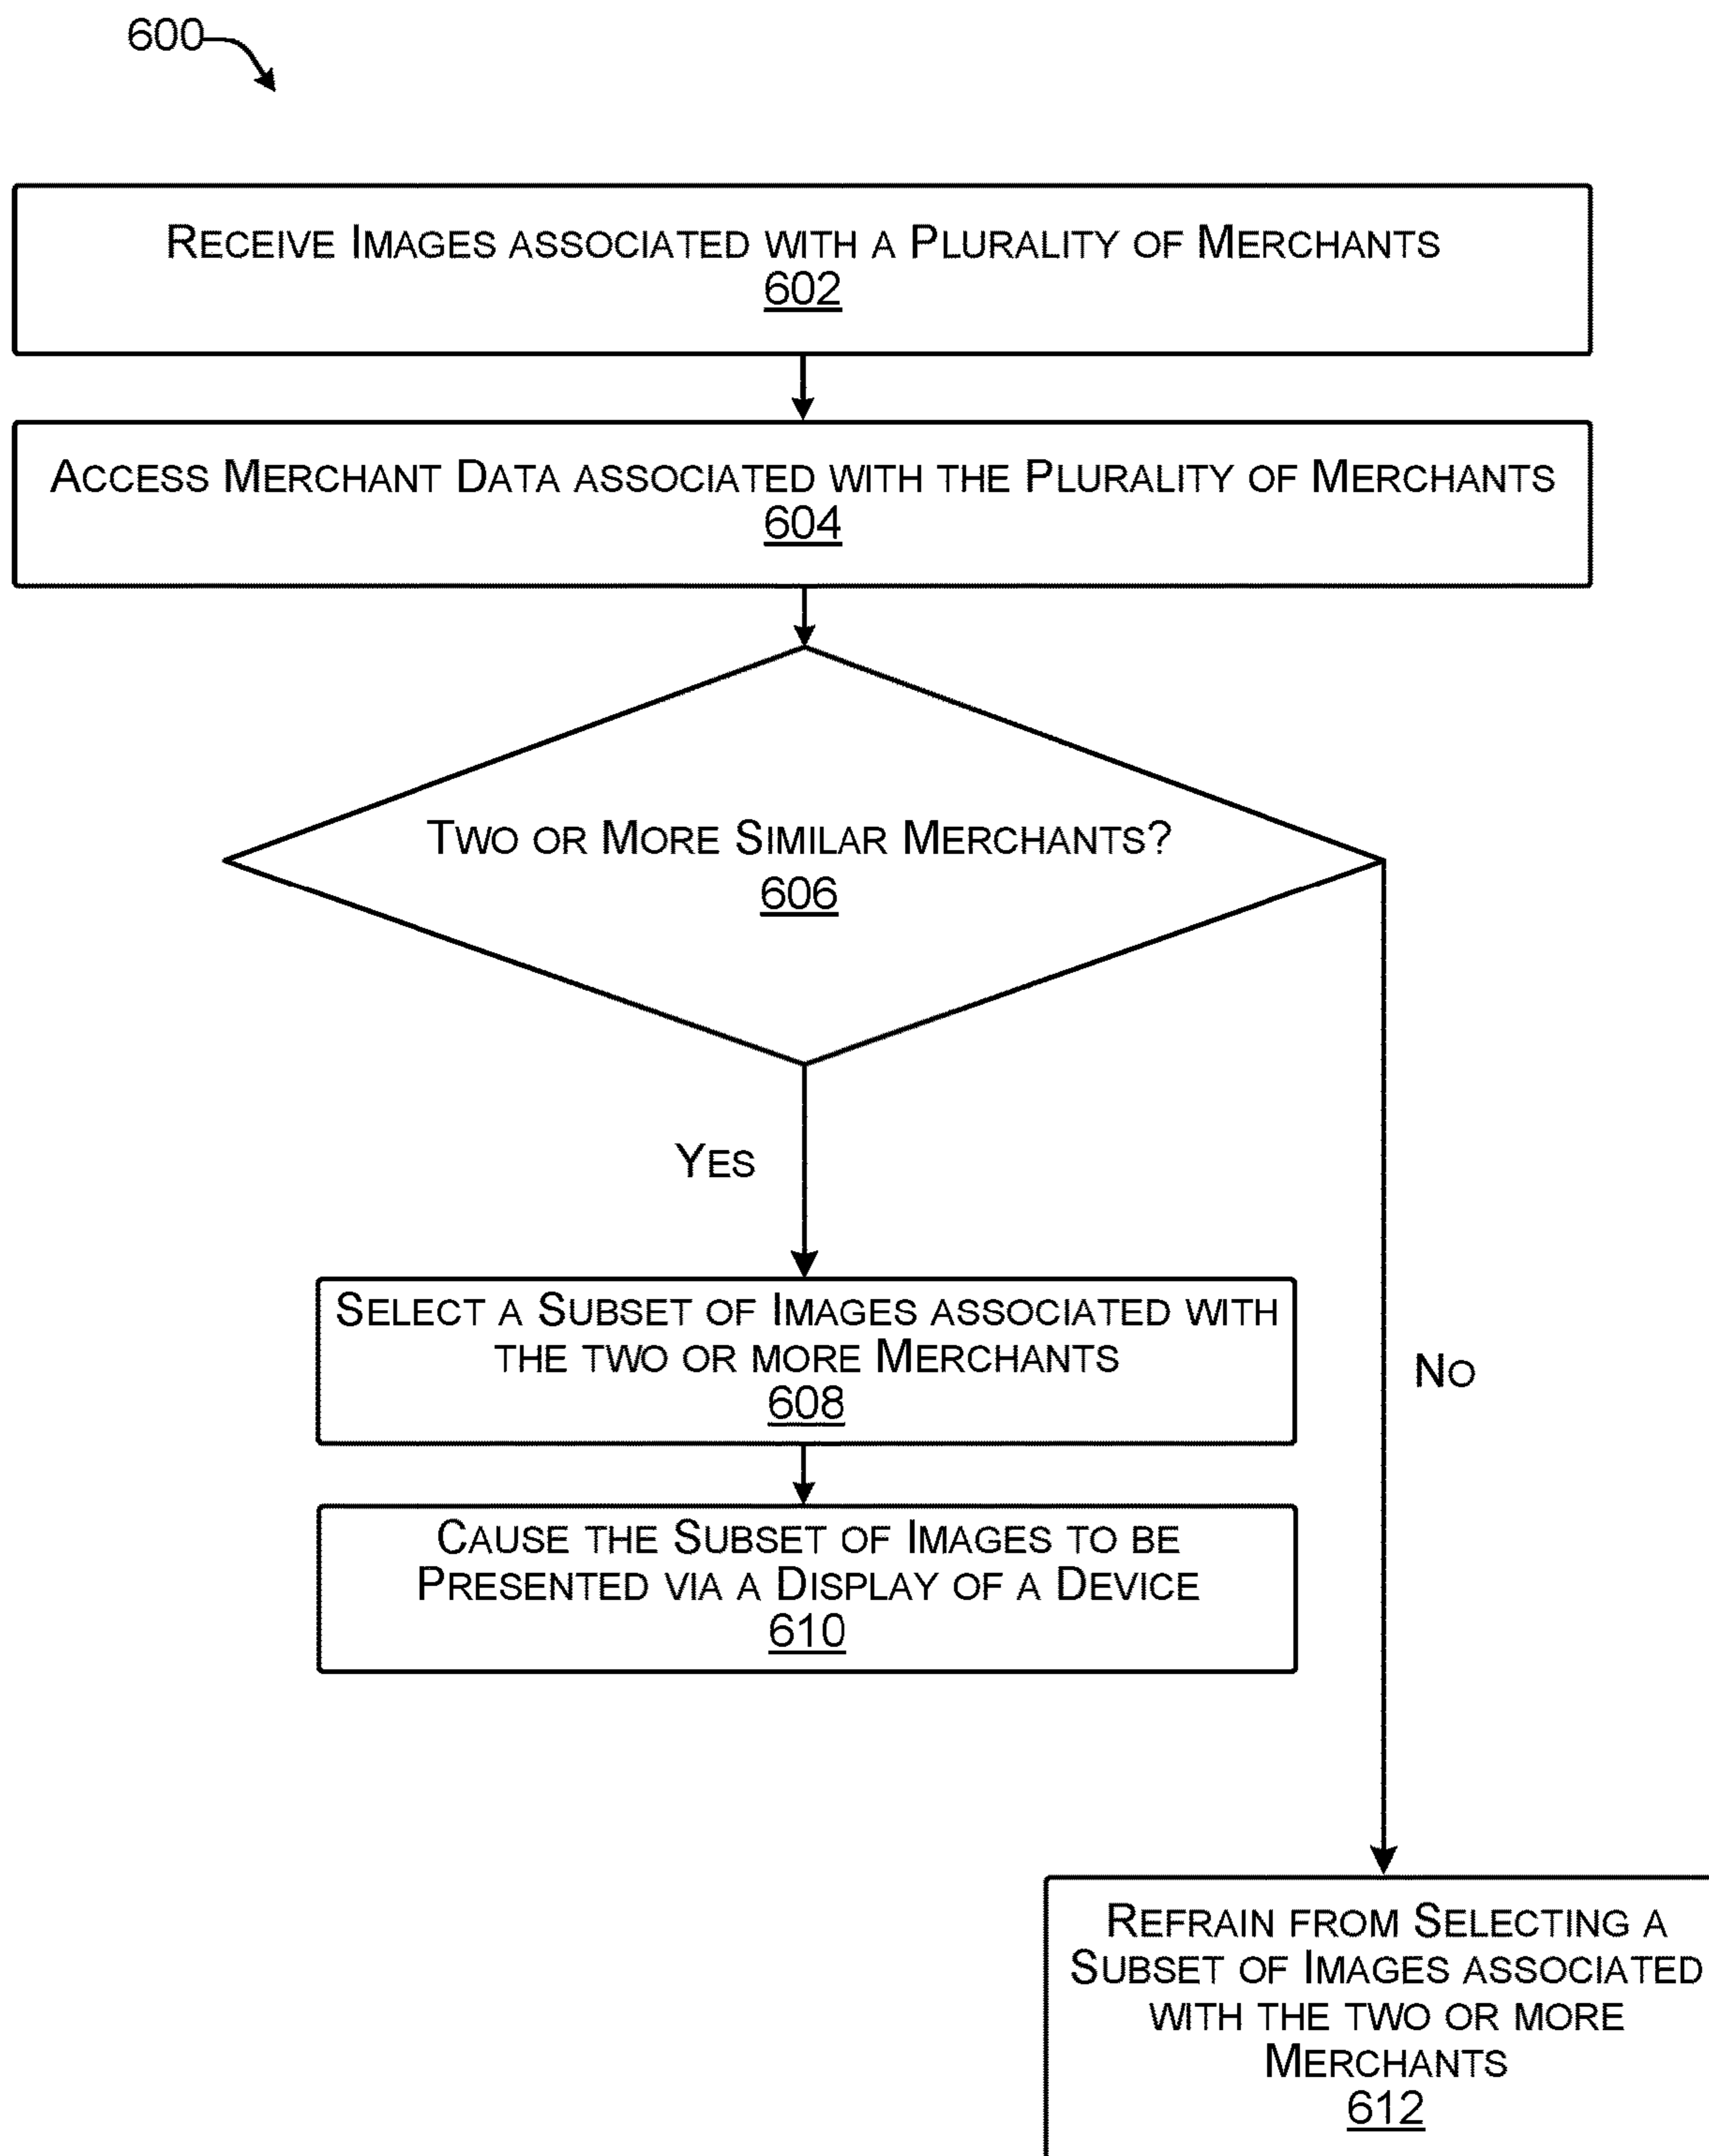 600
Receive Images associated with a Plurality of Merchants
602
Access Merchant Data associated with the Plurality of Merchants
604
Two or More Similar Merchants?
606
Yes
Select a Subset of Images associated with
the two or more Merchants
608
No
Cause the Subset of Images to be
Presented via a Display of a Device
610
Refrain from Selecting a
Subset of Images associated
with the two or more
Merchants
612